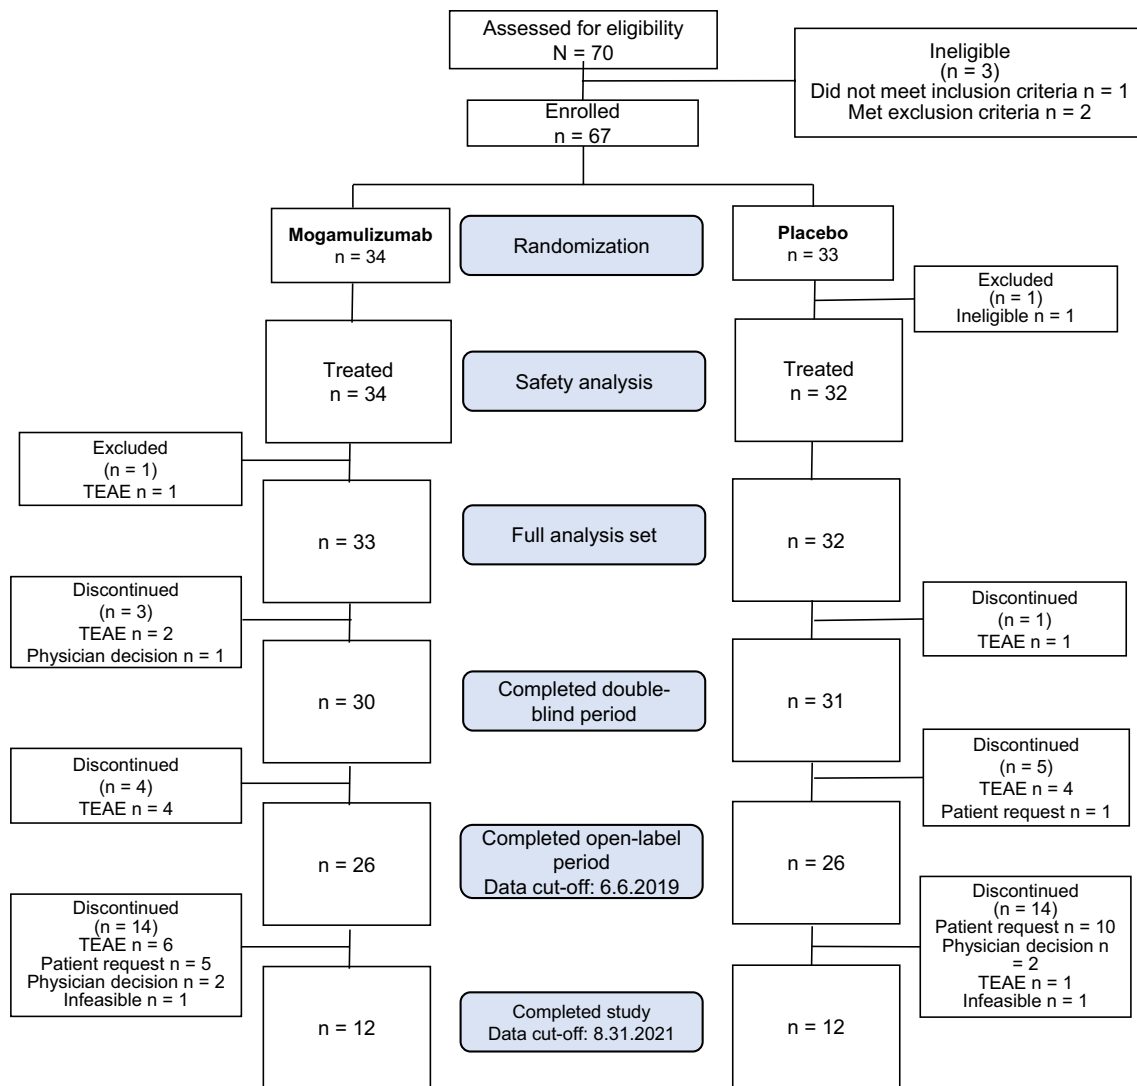 Assessed for eligibility
N = 70
Ineligible
(n = 3)
Did not meet inclusion criteria n = 1
Met exclusion criteria n = 2
Enrolled
n = 67
Mogamulizumab
n = 34
Randomization
Placebo
n = 33
Excluded
(n = 1)
Ineligible n = 1
Treated
n = 34
Safety analysis
Treated
n = 32
Excluded
(n = 1)
TEAE n = 1
n = 33
Full analysis set
n = 32
Discontinued
(n = 3)
TEAE n = 2
Physician decision n = 1
Discontinued
(n = 1)
TEAE n = 1
n = 30
Completed double-
blind period
n = 31
Discontinued
(n = 4)
TEAE n = 4
Discontinued
(n = 5)
TEAE n = 4
Patient request n = 1
n = 26
Completed open-label
period
Data cut-off: 6.6.2019
n = 26
Discontinued
(n = 14)
TEAE n = 6
Patient request n = 5
Physician decision n = 2
Infeasible n = 1
Discontinued
(n = 14)
Patient request n = 10
Physician decision n
= 2
TEAE n = 1
Infeasible n = 1
n = 12
Completed study
Data cut-off: 8.31.2021
n = 12